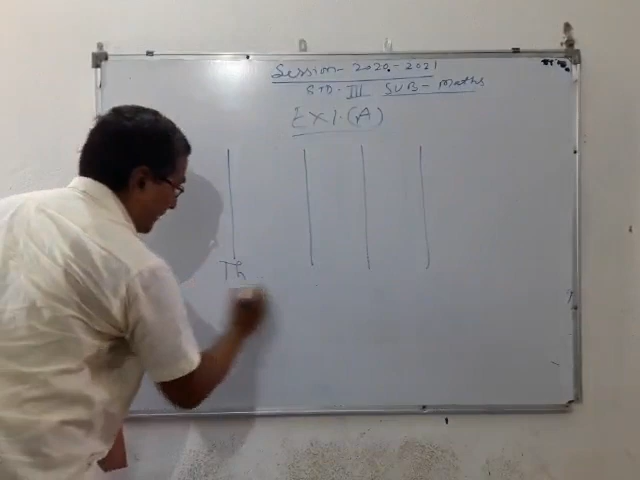 Session- 2020-2021
STD- III SUB- Maths
EX 1.(A)
Th